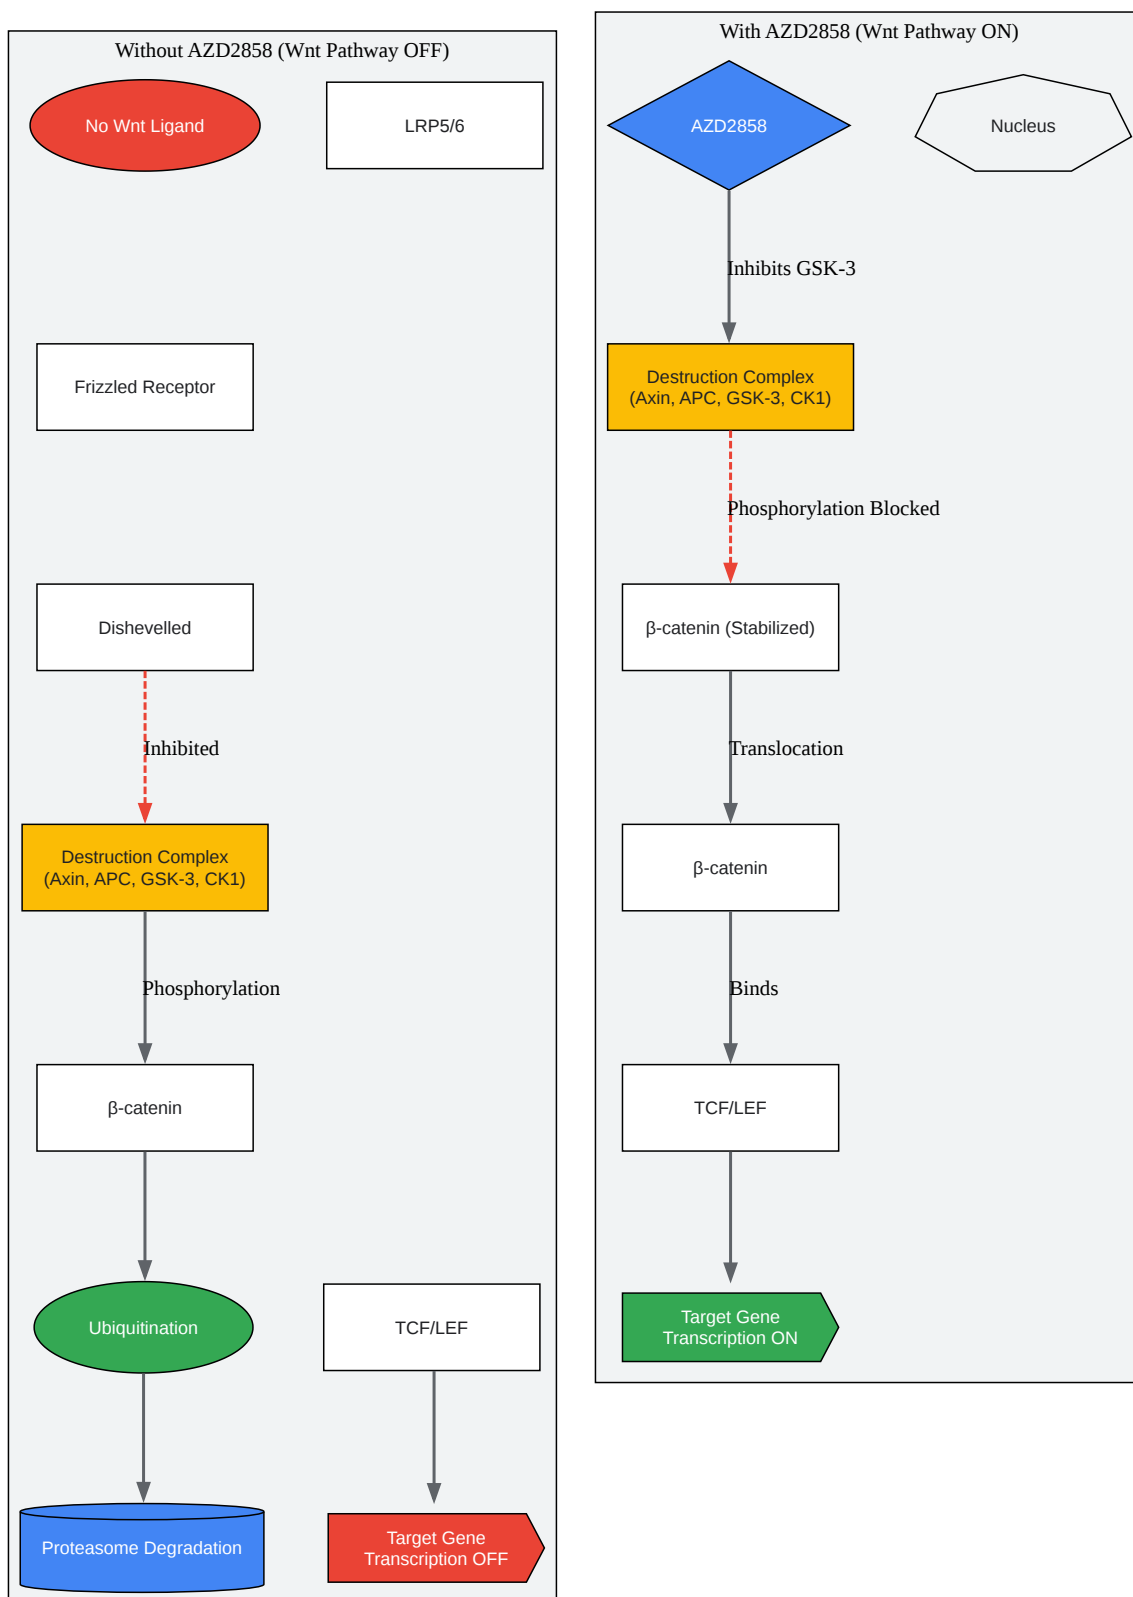 Without AZD2858 (Wnt Pathway OFF)
No Wnt Ligand
LRP5/6
Frizzled Receptor
Dishevelled
Inhibited
Destruction Complex
(Axin, APC, GSK-3, CK1)
Phosphorylation
β-catenin
Ubiquitination
TCF/LEF
Proteasome Degradation
Target Gene
Transcription OFF
With AZD2858 (Wnt Pathway ON)
AZD2858
Nucleus
Inhibits GSK-3
Destruction Complex
(Axin, APC, GSK-3, CK1)
Phosphorylation Blocked
β-catenin (Stabilized)
Translocation
β-catenin
Binds
TCF/LEF
Target Gene
Transcription ON